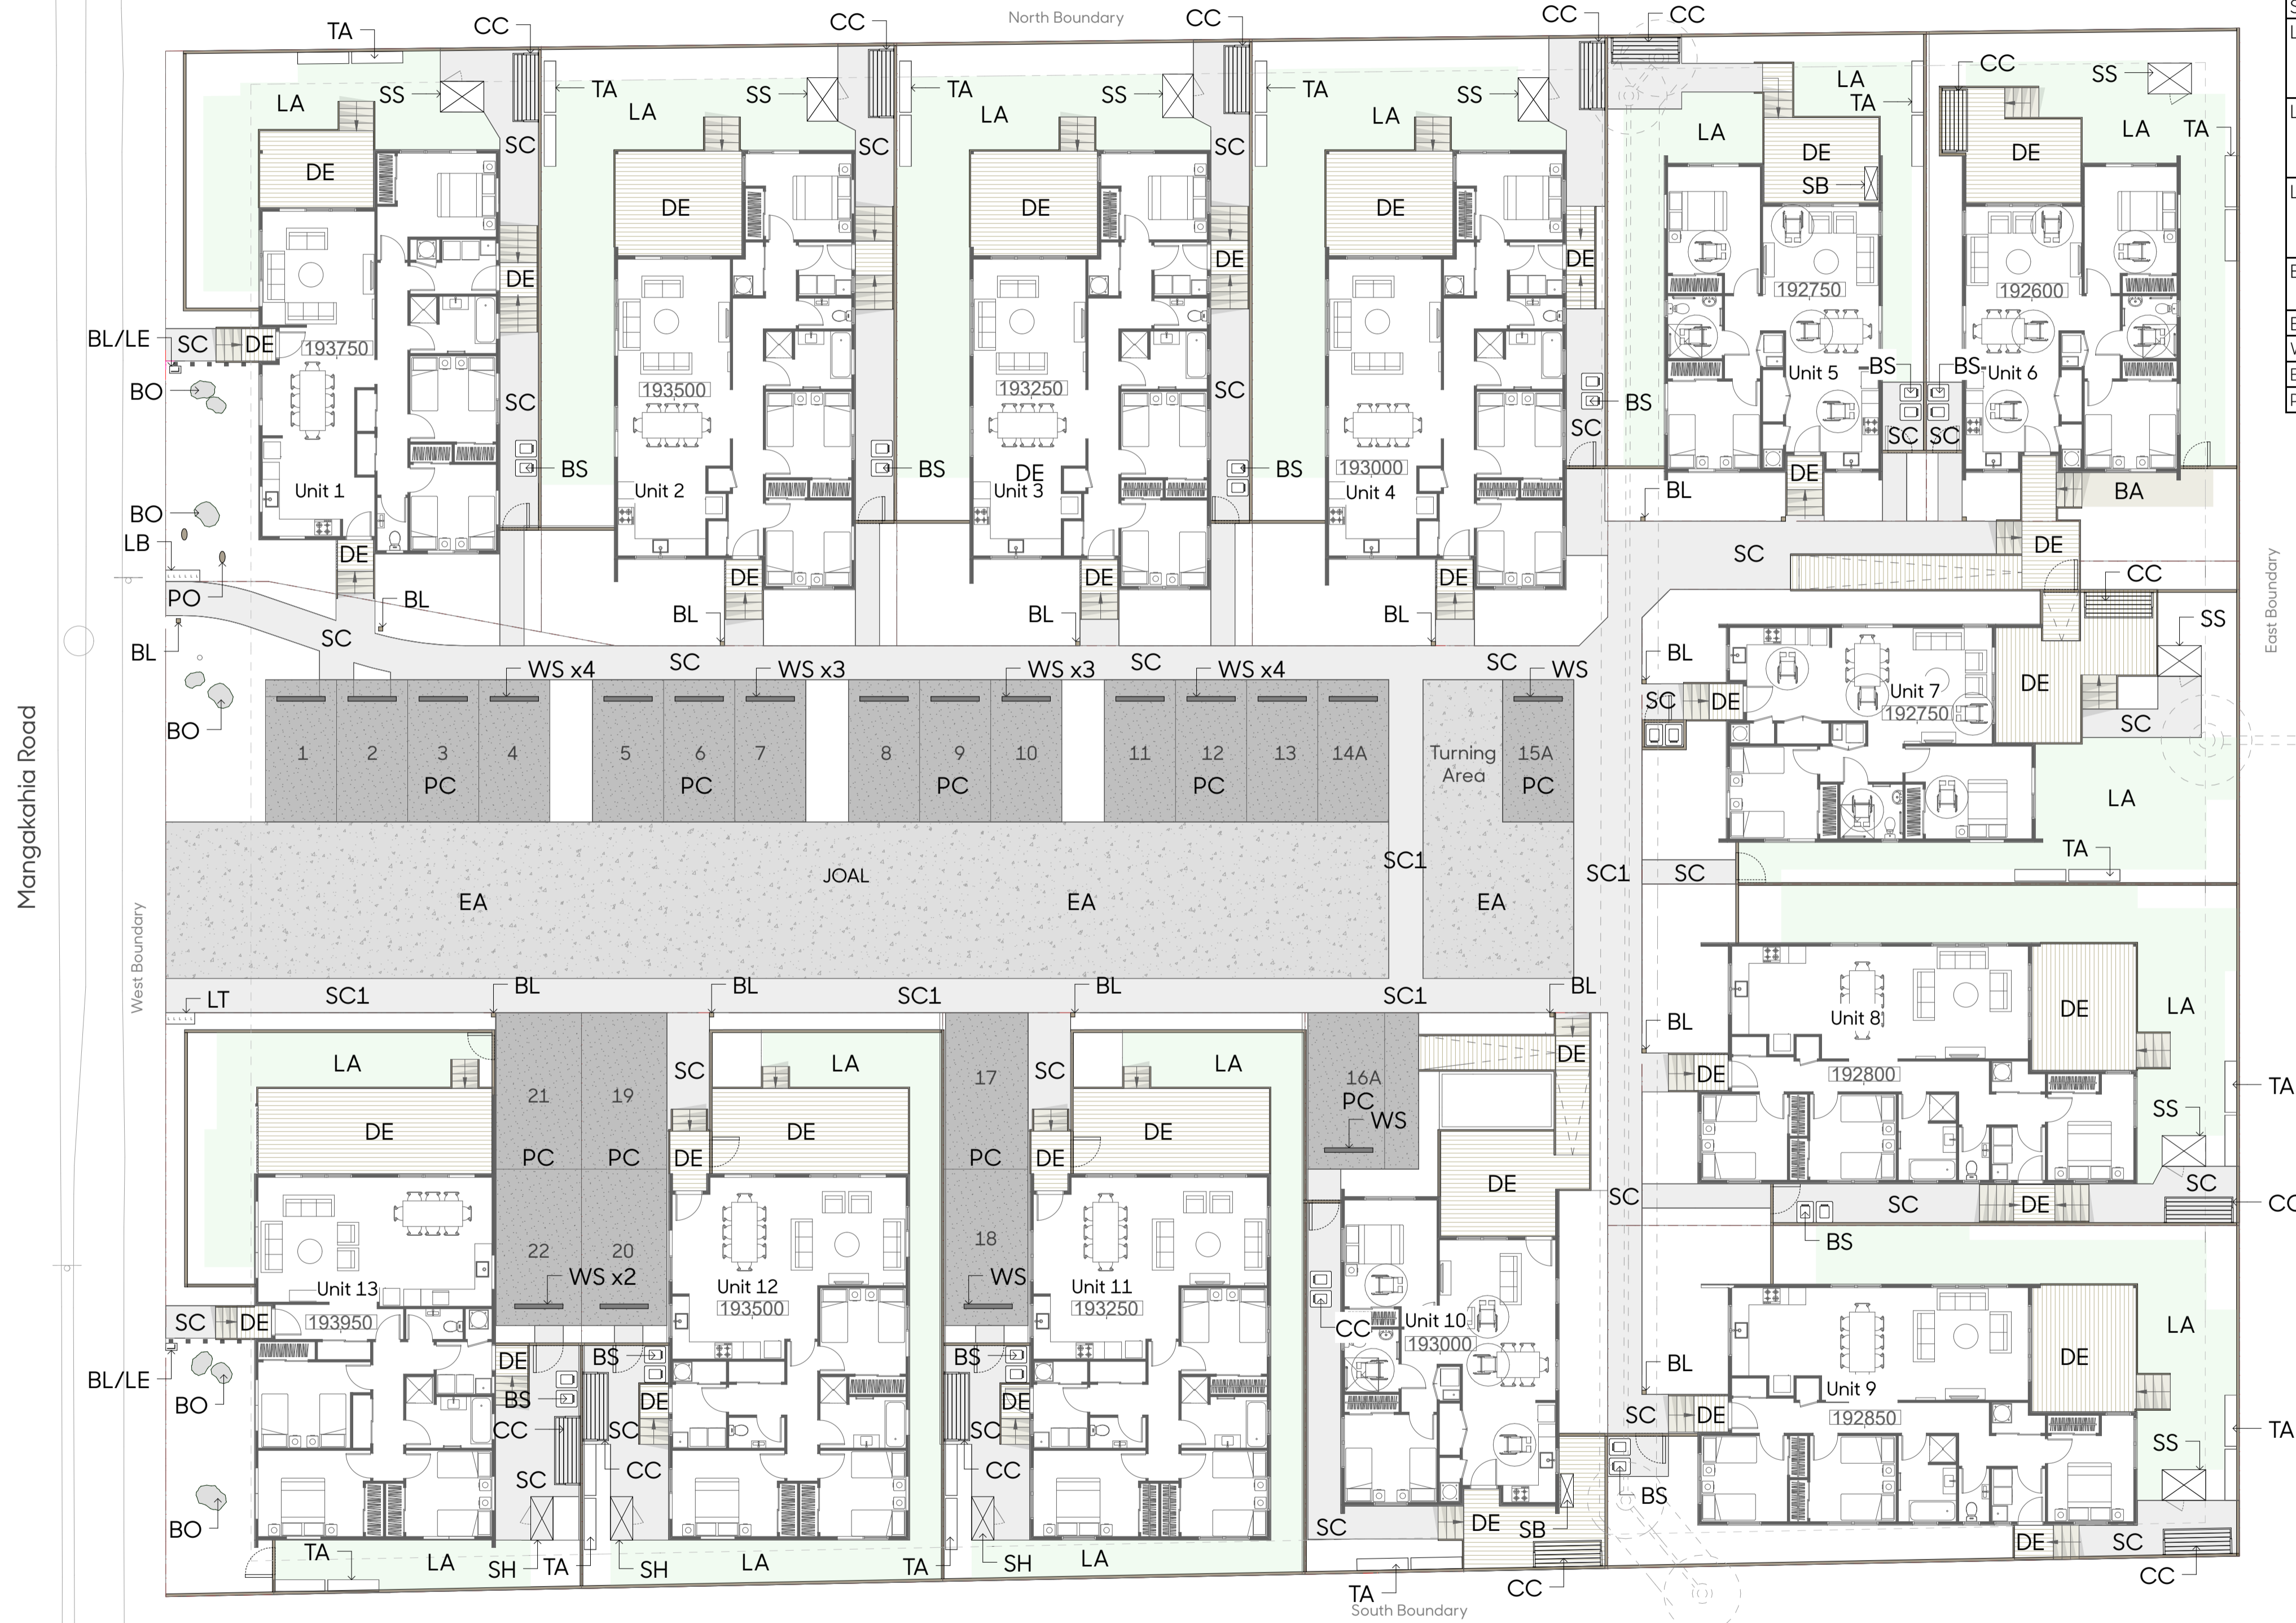 North Boundary
TA
CC
CC
CC
CC
CC
LA
SS
TA
LA
SS
TA
LA
SS
TA
LA
SS
LA
TA
CC
SS
LA
LA
TA
SC
SC
SC
DE
DE
DE
DE
DE
SB
DE
DE
DE
DE
BL/LE
SC
DE
193750
193500
193250
193000
192750
192600
BO
Unit 5
BS
BS
Unit 6
SC
SC
SC
BS
SC
SC
BS
BS
BS
DE
Unit 1
Unit 2
Unit 3
Unit 4
DE
BL
BA
BO
LB
DE
SC
DE
PO
DE
DE
DE
BL
BL
BL
BL
CC
SS
East Boundary
BL
SC
SC
SC
SC
BL
BO
WS x4
WS x3
WS x3
WS x4
WS
SC
DE
Unit 7
192750
DE
SC
1
2
3
4
5
6
7
8
9
10
11
12
13
14A
Turning
Area
15A
PC
PC
PC
PC
PC
LA
Mangakahia Road
West Boundary
EA
JOAL
EA
SC1
EA
SC1
SC
TA
LT
SC1
BL
BL
SC1
BL
SC1
BL
BL
Unit 8
DE
LA
LA
SC
LA
SC
LA
DE
DE
192800
TA
21
19
17
16A
PC
WS
DE
DE
DE
SS
PC
PC
DE
PC
DE
DE
SC
SC
DE
SC
CC
BS
22
20
18
WS x2
WS
Unit 13
Unit 12
Unit 11
Unit 10
193950
193500
193250
193000
SC
DE
CC
LA
BL/LE
BO
DE
BS
BS
BS
DE
DE
BL
DE
Unit 9
192850
SC
DE
TA
CC
SC
SC
CC
CC
SC
SS
BS
BO
SC
DE
SB
DE
SC
TA
LA
SH
TA
SH
LA
TA
SH
LA
TA
CC
CC
South Boundary